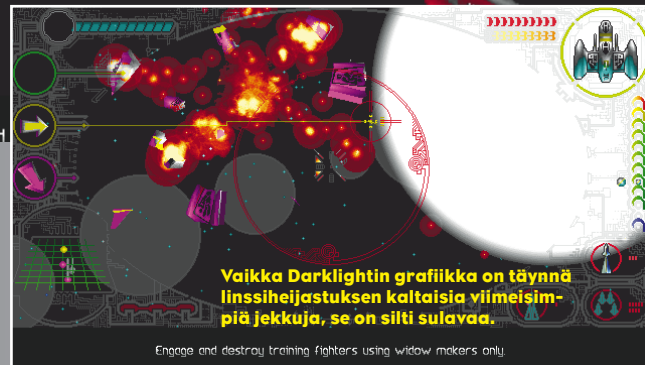 H
Vaikka Darklightin grafiikka on täynnä
linssiheijastuksen kaltaisia viimeisim-
piä jekkuja, se on silti sulavaa.
Engage and destroy training fighters using widow makers only.